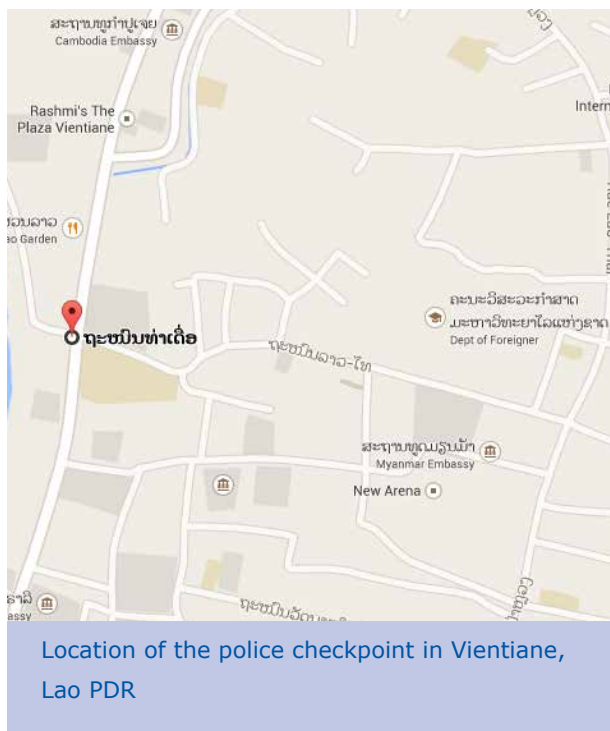 ສະຖານທູກຳປູເຈຍ
Cambodia Embassy
Rashmi's The
Plaza Vientiane
Intern
ສວນລາວ
ao Garden
ຖະໜົນທ່າເດື່ອ
ຖະໜົນລາວ-ໄທ
ຄະນະວິສະວະກຳສາດ
ມະຫາວິທະຍາໄລແຫ່ງຊາດ
Dept of Foreigner
ສະຖານທູດມຽນມ້າ
Myanmar Embassy
New Arena
assy
Location of the police checkpoint in Vientiane,
Lao PDR